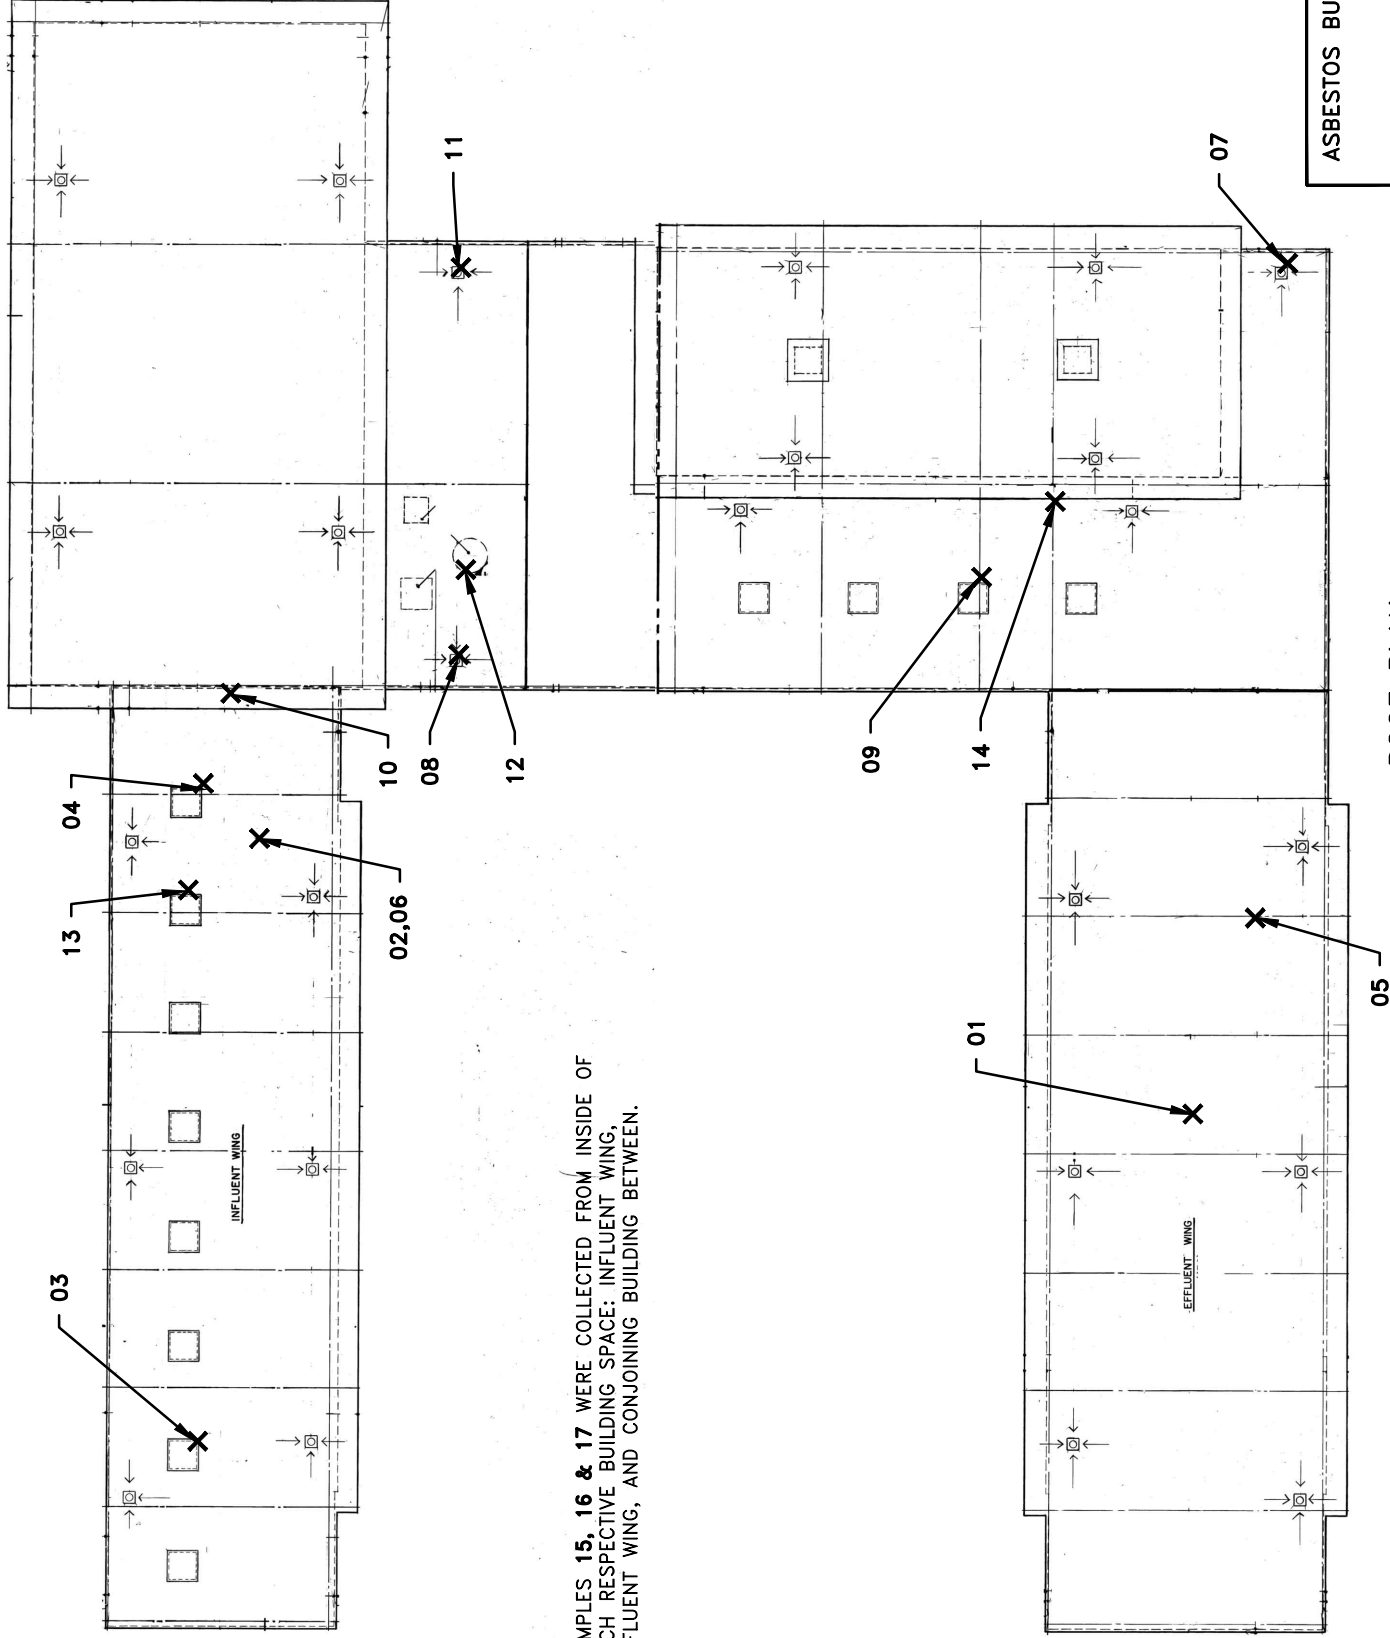 ASBESTOS BU
11
07
04
13
10
08
12
02,06
09
14
03
INFLUENT WING
01
05
EFFLUENT WING
MPLES 15, 16 & 17 WERE COLLECTED FROM INSIDE OF
CH RESPECTIVE BUILDING SPACE: INFLUENT WING,
FLUENT WING, AND CONJOINING BUILDING BETWEEN.